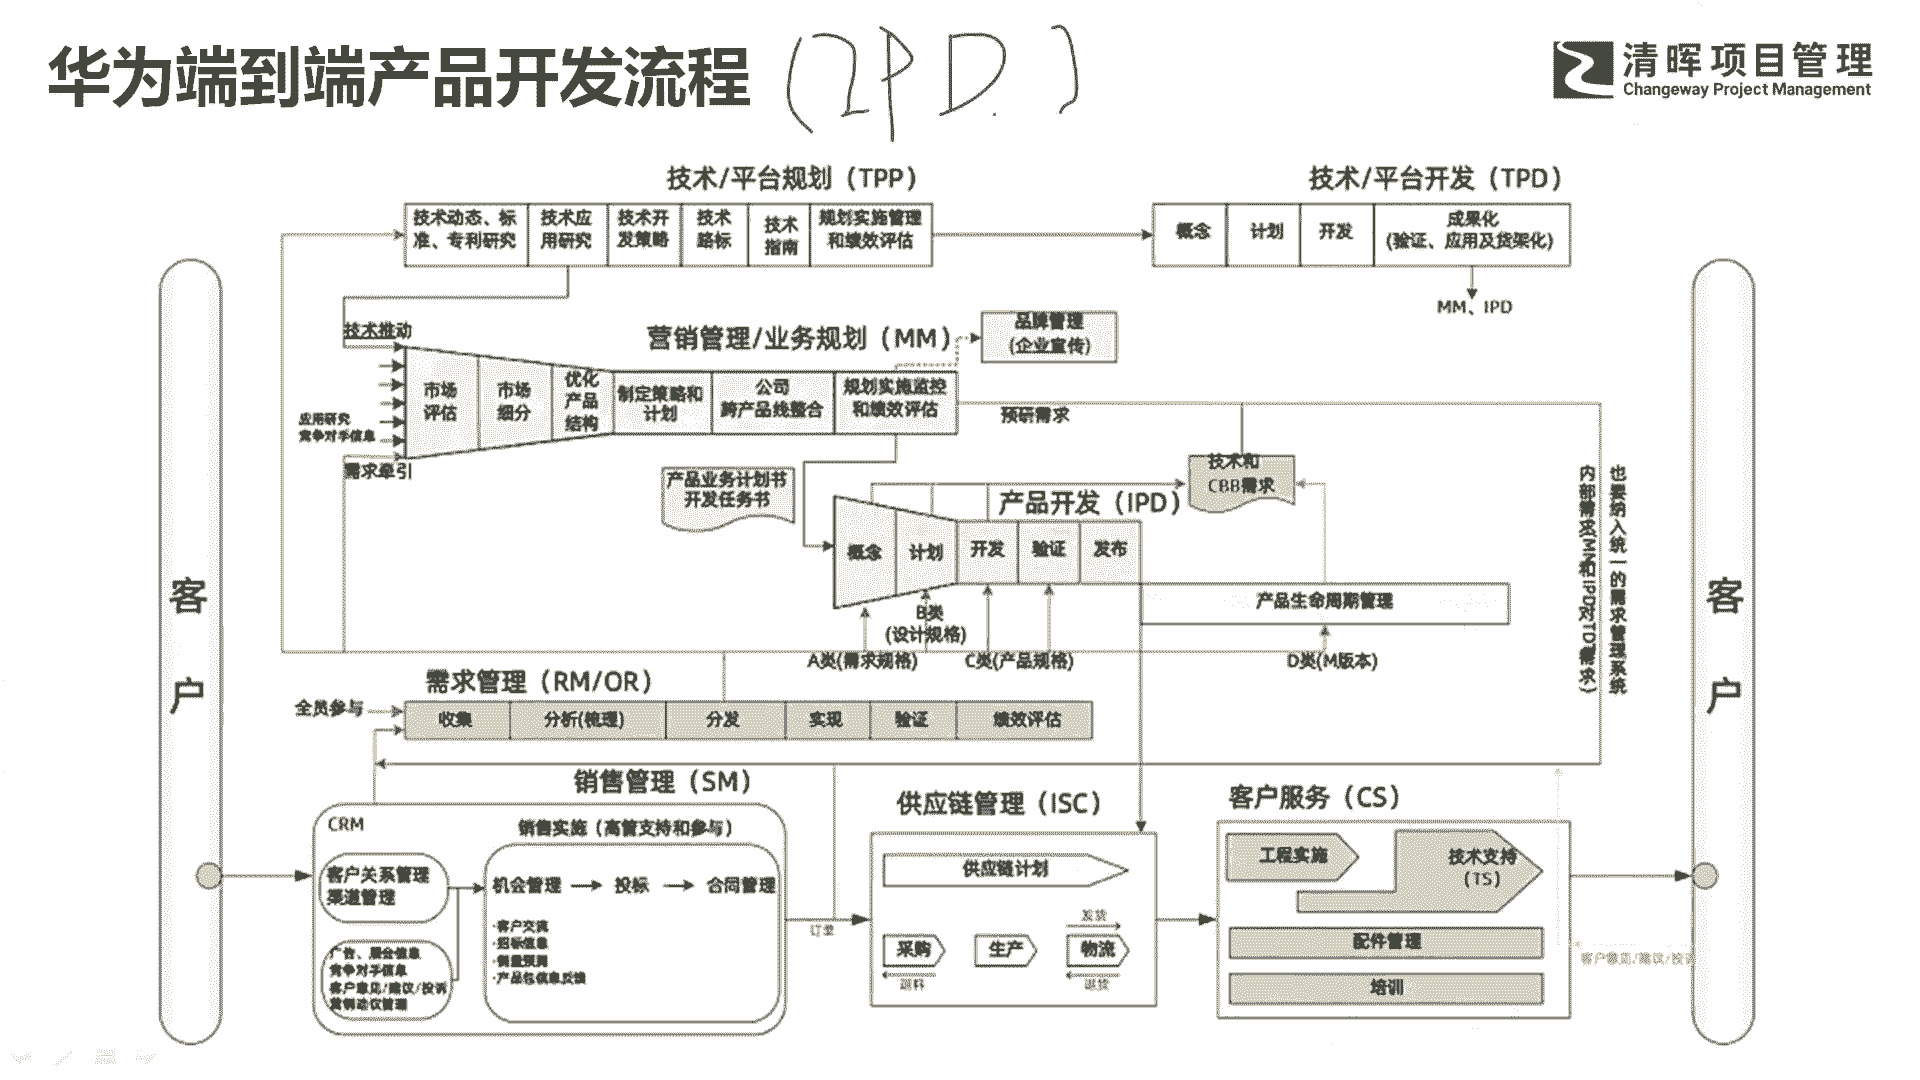 华为端到端产品开发流程
(IPD.)
清晖项目管理
Changeway Project Management
技术/平台规划（TPP）
技术动态、标
准、专利研究
技术应
用研究
技术开
发策略
技术
路标
技术
指南
规划实施管理
和绩效评估
技术/平台开发（TPD）
概念
计划
开发
成果化
(验证、应用及货架化)
MM、IPD
技术推动
营销管理/业务规划（MM）
品牌管理
(企业宣传)
市场
评估
市场
细分
优化
产品
结构
制定策略和
计划
公司
跨产品线整合
规划实施监控
和绩效评估
应用研究
竞争对手信息
需求牵引
预研需求
产品业务计划书
开发任务书
产品开发（IPD）
技术和
CBB需求
概念
计划
开发
验证
发布
产品生命周期管理
B类
(设计规格)
A类(需求规格)
C类(产品规格)
D类(M版本)
也要纳入统一的需求管理系统
内部需求(MM和IPD对TD需求)
客户
客户
需求管理（RM/OR）
全员参与
收集
分析(梳理)
分发
实现
验证
绩效评估
销售管理（SM）
CRM
销售实施（高管支持和参与）
客户关系管理
渠道管理
广告、展会信息
竞争对手信息
客户意见/建议/投诉
营销动议管理
机会管理
投标
合同管理
·客户交流
·招标信息
·销量预测
·产品包信息反馈
订单
供应链管理（ISC）
供应链计划
发货
采购
生产
物流
退料
退货
客户服务（CS）
工程实施
技术支持
(TS)
配件管理
培训
客户意见/建议/投诉